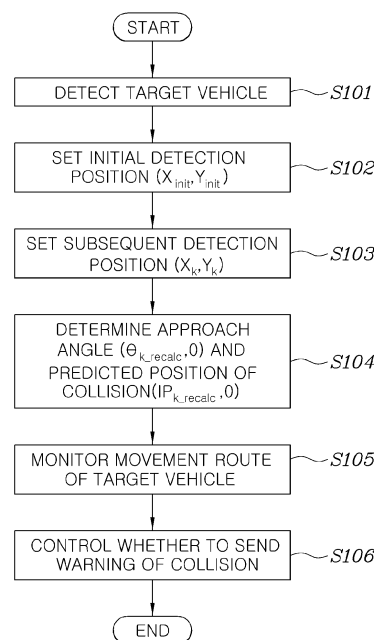 START
DETECT TARGET VEHICLE
S101
SET INITIAL DETECTION
POSITION (Xinit,Yinit)
S102
SET SUBSEQUENT DETECTION
POSITION (Xk,Yk)
S103
DETERMINE APPROACH
ANGLE (θk_recalc,0) AND
PREDICTED POSITION OF
COLLISION(IPk_recalc,0)
S104
MONITOR MOVEMENT ROUTE
OF TARGET VEHICLE
S105
CONTROL WHETHER TO SEND
WARNING OF COLLISION
S106
END